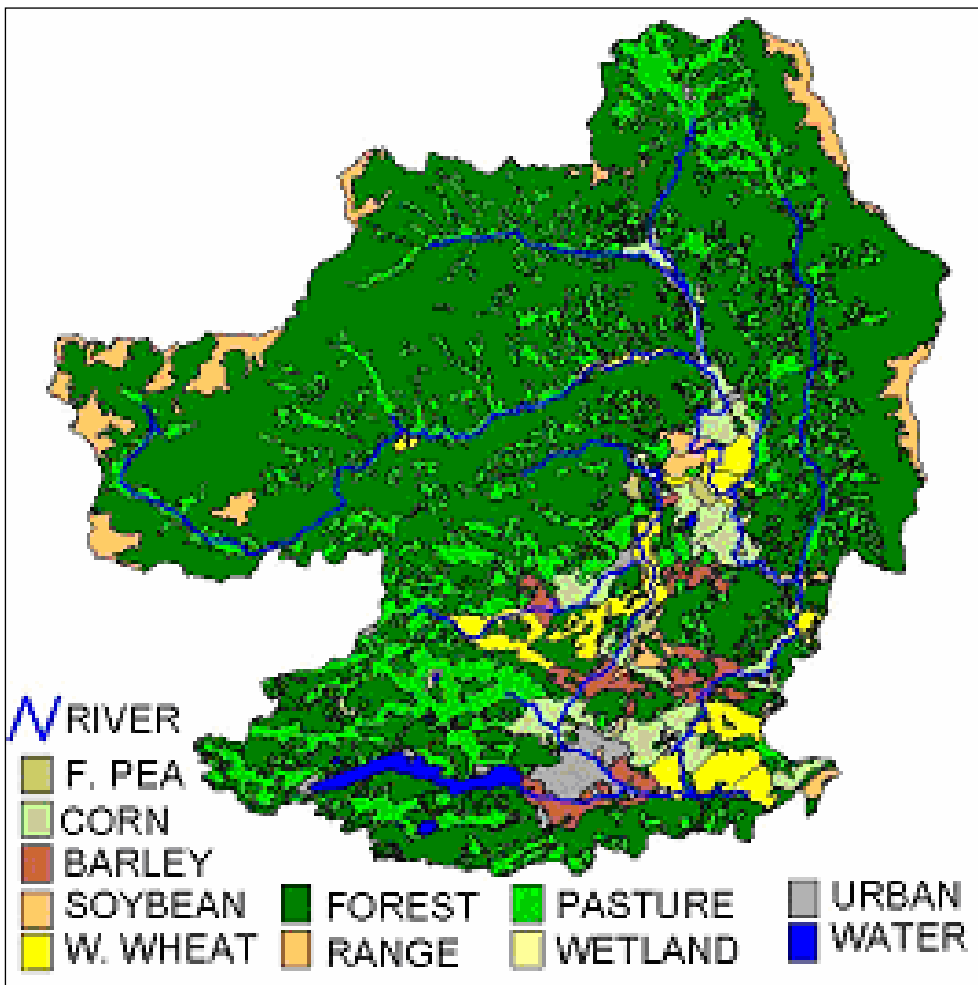 RIVER
F. PEA
CORN
BARLEY
SOYBEAN
W. WHEAT
FOREST
RANGE
PASTURE
WETLAND
URBAN
WATER